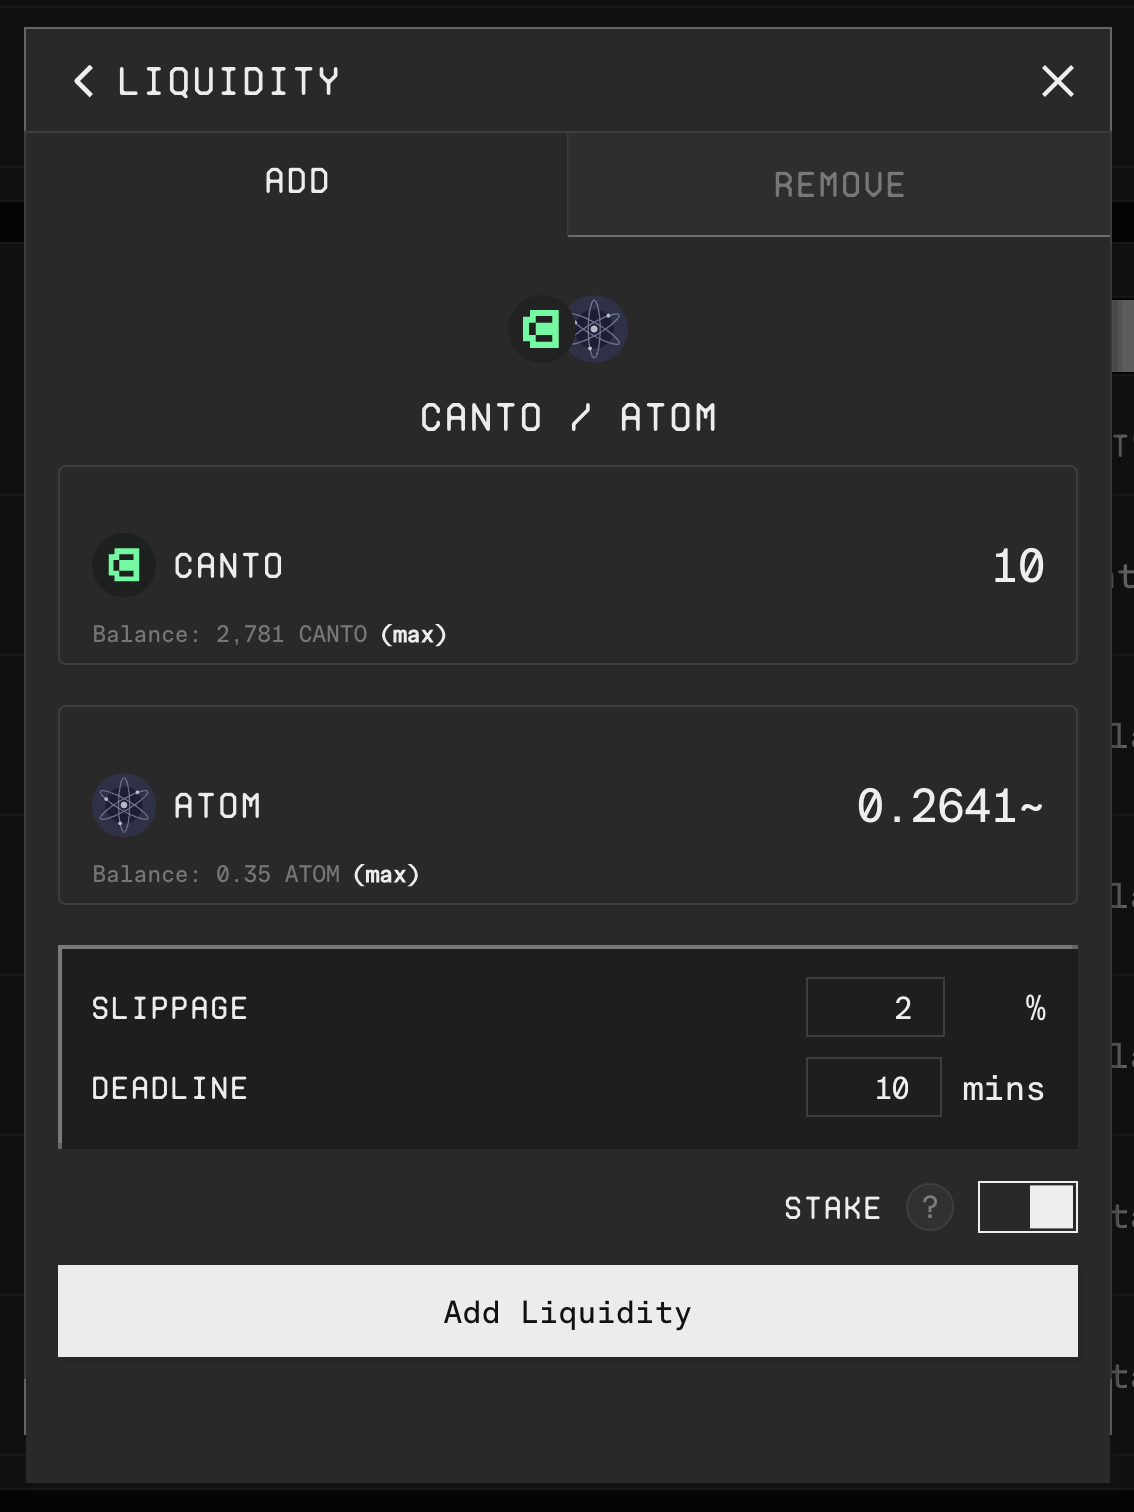 LIQUIDITY
ADD
REMOVE
CANTO / ATOM
CANTO
10
Balance: 2,781 CANTO (max)
ATOM
0.2641~
Balance: 0.35 ATOM (max)
SLIPPAGE
2
%
DEADLINE
10
mins
STAKE
?
Add Liquidity